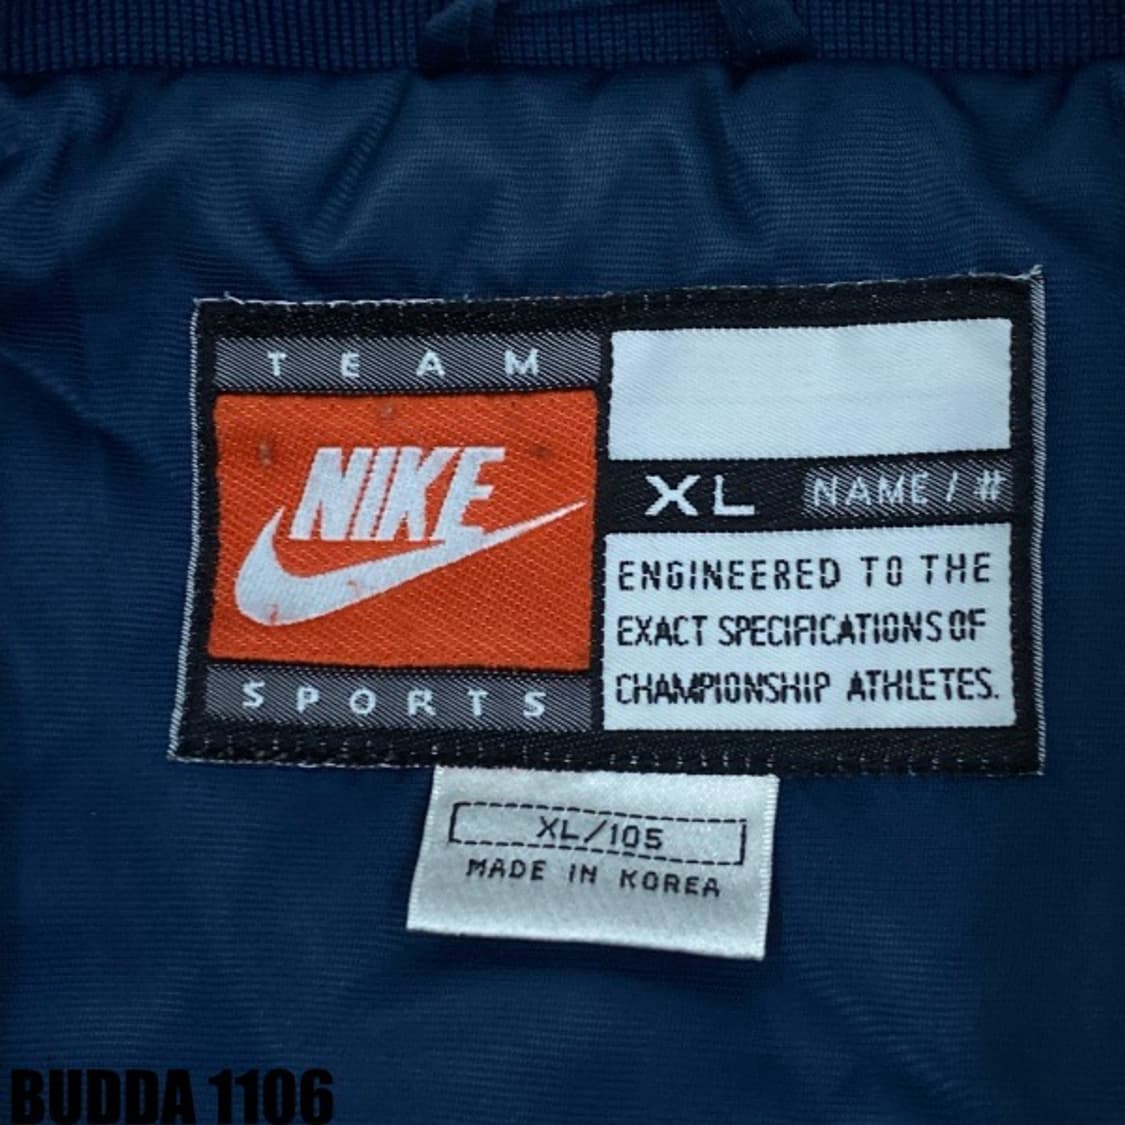 TEAM
NIKE
SPORTS
XL NAME / #
ENGINEERED TO THE
EXACT SPECIFICATIONS OF
CHAMPIONSHIP ATHLETES.
XL/105
MADE IN KOREA
BUDDA 1106